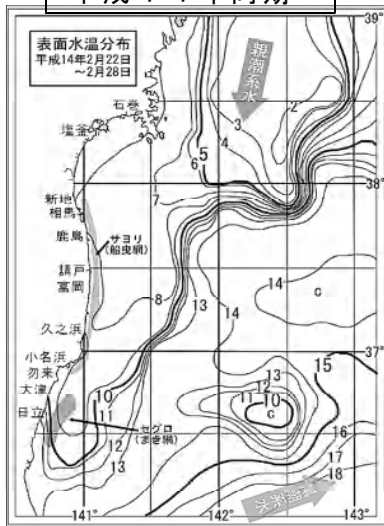 表面水温分布
平成14年2月22日
～2月28日
39°
親潮系水
石巻
塩釜
2
3
4
5
6
7
38°
新地
相馬
鹿島
サヨリ
(船曳網)
請戸
富岡
久之浜
8
13
14
14
C
37°
小名浜
勿来
大津
日立
10
11
12
13
セグロ
(まき網)
13
12
11
10
C
15
16
17
18
141°
142°
143°